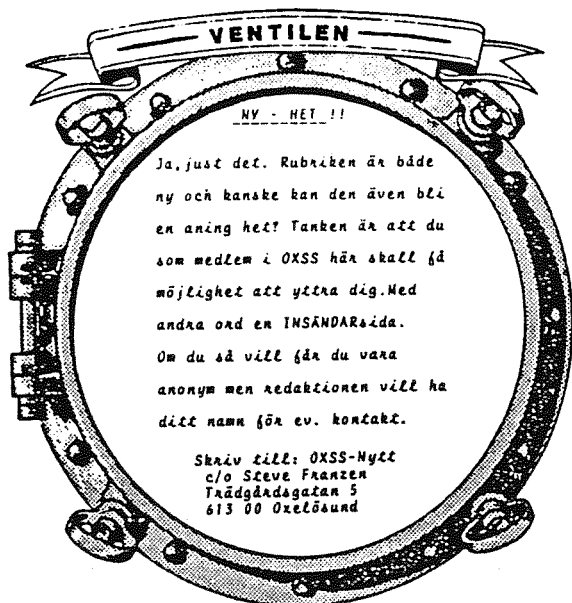 VENTILEN
NY - HET !!
Ja, just det. Rubriken är både
ny och kanske kan den även bli
en aning het? Tanken är att du
som medlem i OXSS här skall få
möjlighet att yttra dig.Med
andra ord en INSÄNDARsida.
Om du så vill får du vara
anonym men redaktionen vill ha
ditt namn för ev. kontakt.
Skriv till: OXSS-Nytt
c/o Steve Franzen
Trädgårdsgatan 5
613 00 Oxelösund